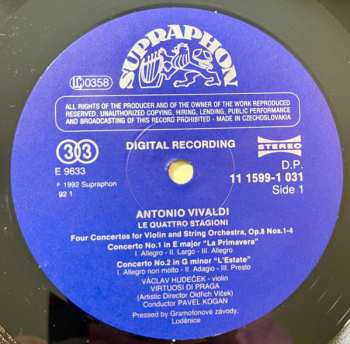 SUPRAPHON
0358
ALL RIGHTS OF THE PRODUCER AND OF THE OWNER OF THE WORK REPRODUCED
RESERVED. UNAUTHORIZED COPYING, HIRING, LENDING, PUBLIC PERFORMANCE
AND BROADCASTING OF THIS RECORD PROHIBITED - MADE IN CZECHOSLOVAKIA
33
DIGITAL RECORDING
STEREO
E 9633
D.P.
℗ 1992 Supraphon
11 1599-1 031
92 1
Side 1
ANTONIO VIVALDI
LE QUATTRO STAGIONI
Four Concertos for Violin and String Orchestra, Op.8 Nos.1-4
Concerto No.1 in E major "La Primavera"
I. Allegro - II. Largo - III. Allegro
Concerto No.2 in G minor "L'Estate"
I. Allegro non molto - II. Adagio - III. Presto
VÁCLAV HUDEČEK - violin
VIRTUOSI DI PRAGA
(Artistic Director Oldřich Vlček)
Conductor PAVEL KOGAN
Pressed by Gramofonové závody,
Loděnice